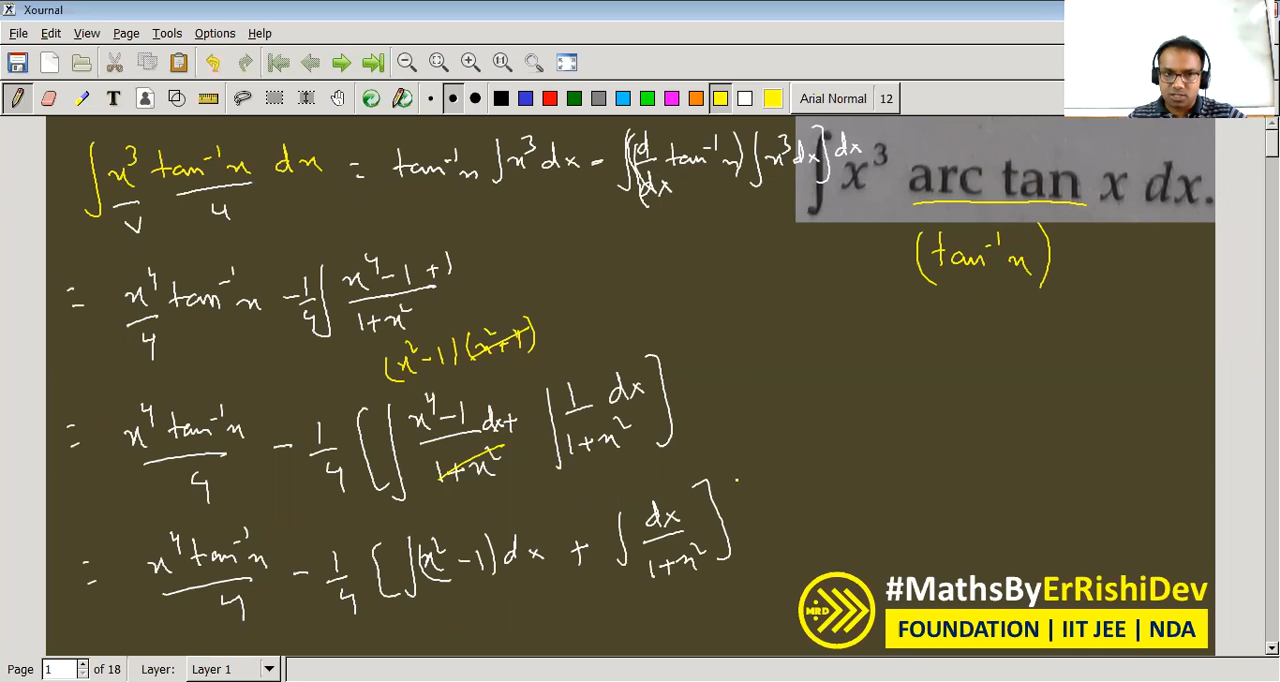 Xournal
File Edit View Page Tools Options Help
Arial Normal 12
∫ x³ tan⁻¹x dx = tan⁻¹x ∫x³ dx - ∫(d/dx tan⁻¹x) ∫x³dx] dx
v u
∫ x³ arc tan x dx.
(tan⁻¹x)
= x⁴/4 tan⁻¹x - 1/4 ∫ (x⁴ - 1 + 1)/(1+x²)
(x² - 1)(x² + 1)
= x⁴ tan⁻¹x/4 - 1/4 [∫ (x⁴ - 1)/(1+x²) dx + ∫ 1/(1+x²) dx]
= x⁴ tan⁻¹x/4 - 1/4 [∫(x² - 1) dx + ∫ dx/(1+x²)]
#MathsByErRishiDev
MRD
FOUNDATION | IIT JEE | NDA
Page 1 of 18 Layer: Layer 1